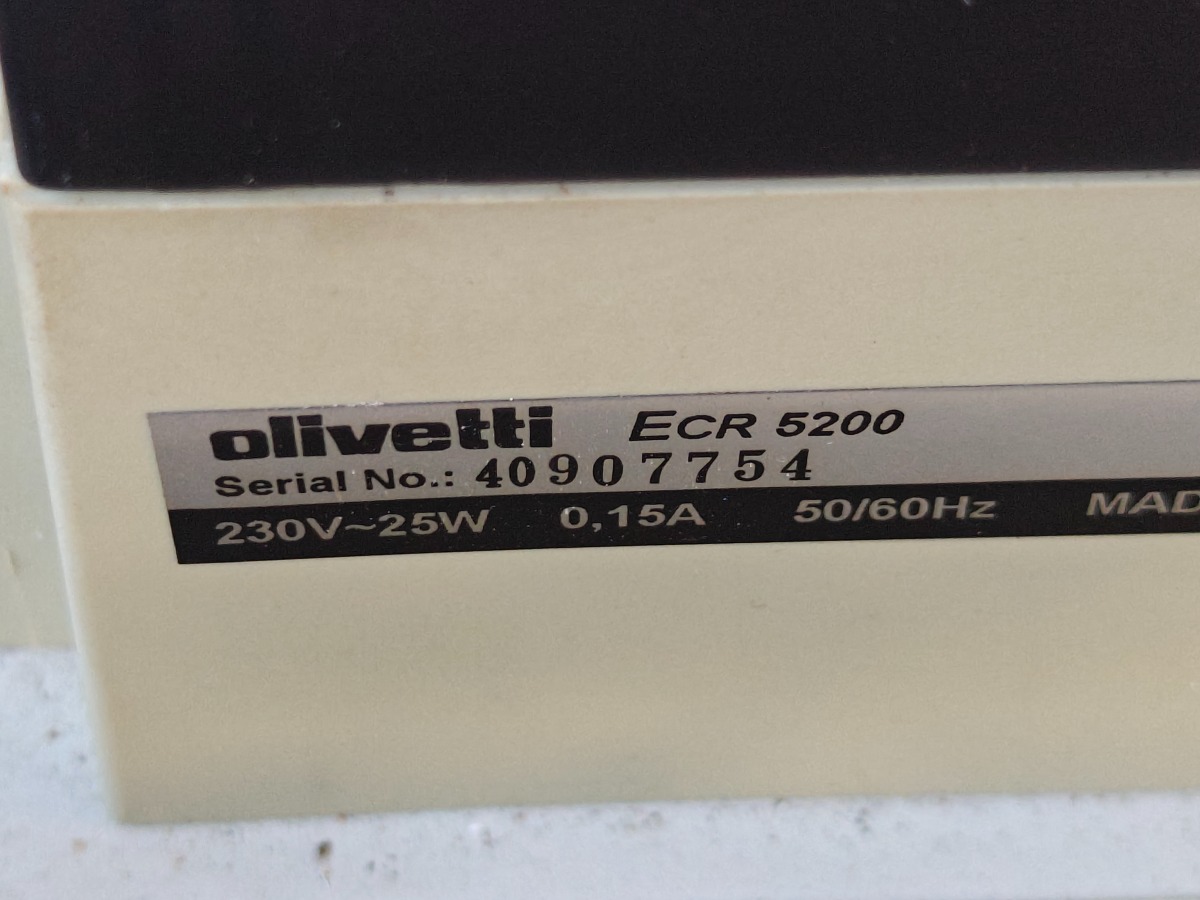 olivetti ECR 5200
Serial No.: 40907754
230V~25W 0,15A 50/60Hz MAD